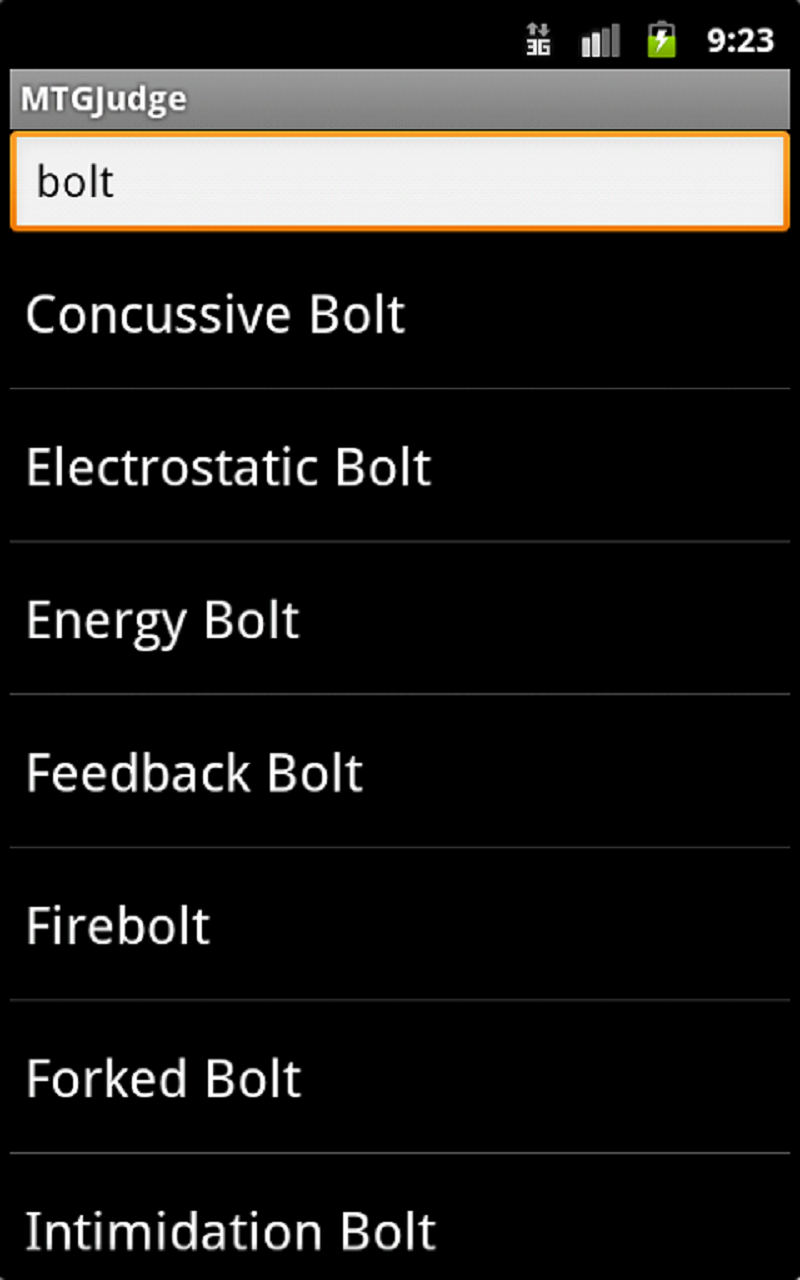 3G 9:23
MTGJudge
bolt
Concussive Bolt
Electrostatic Bolt
Energy Bolt
Feedback Bolt
Firebolt
Forked Bolt
Intimidation Bolt